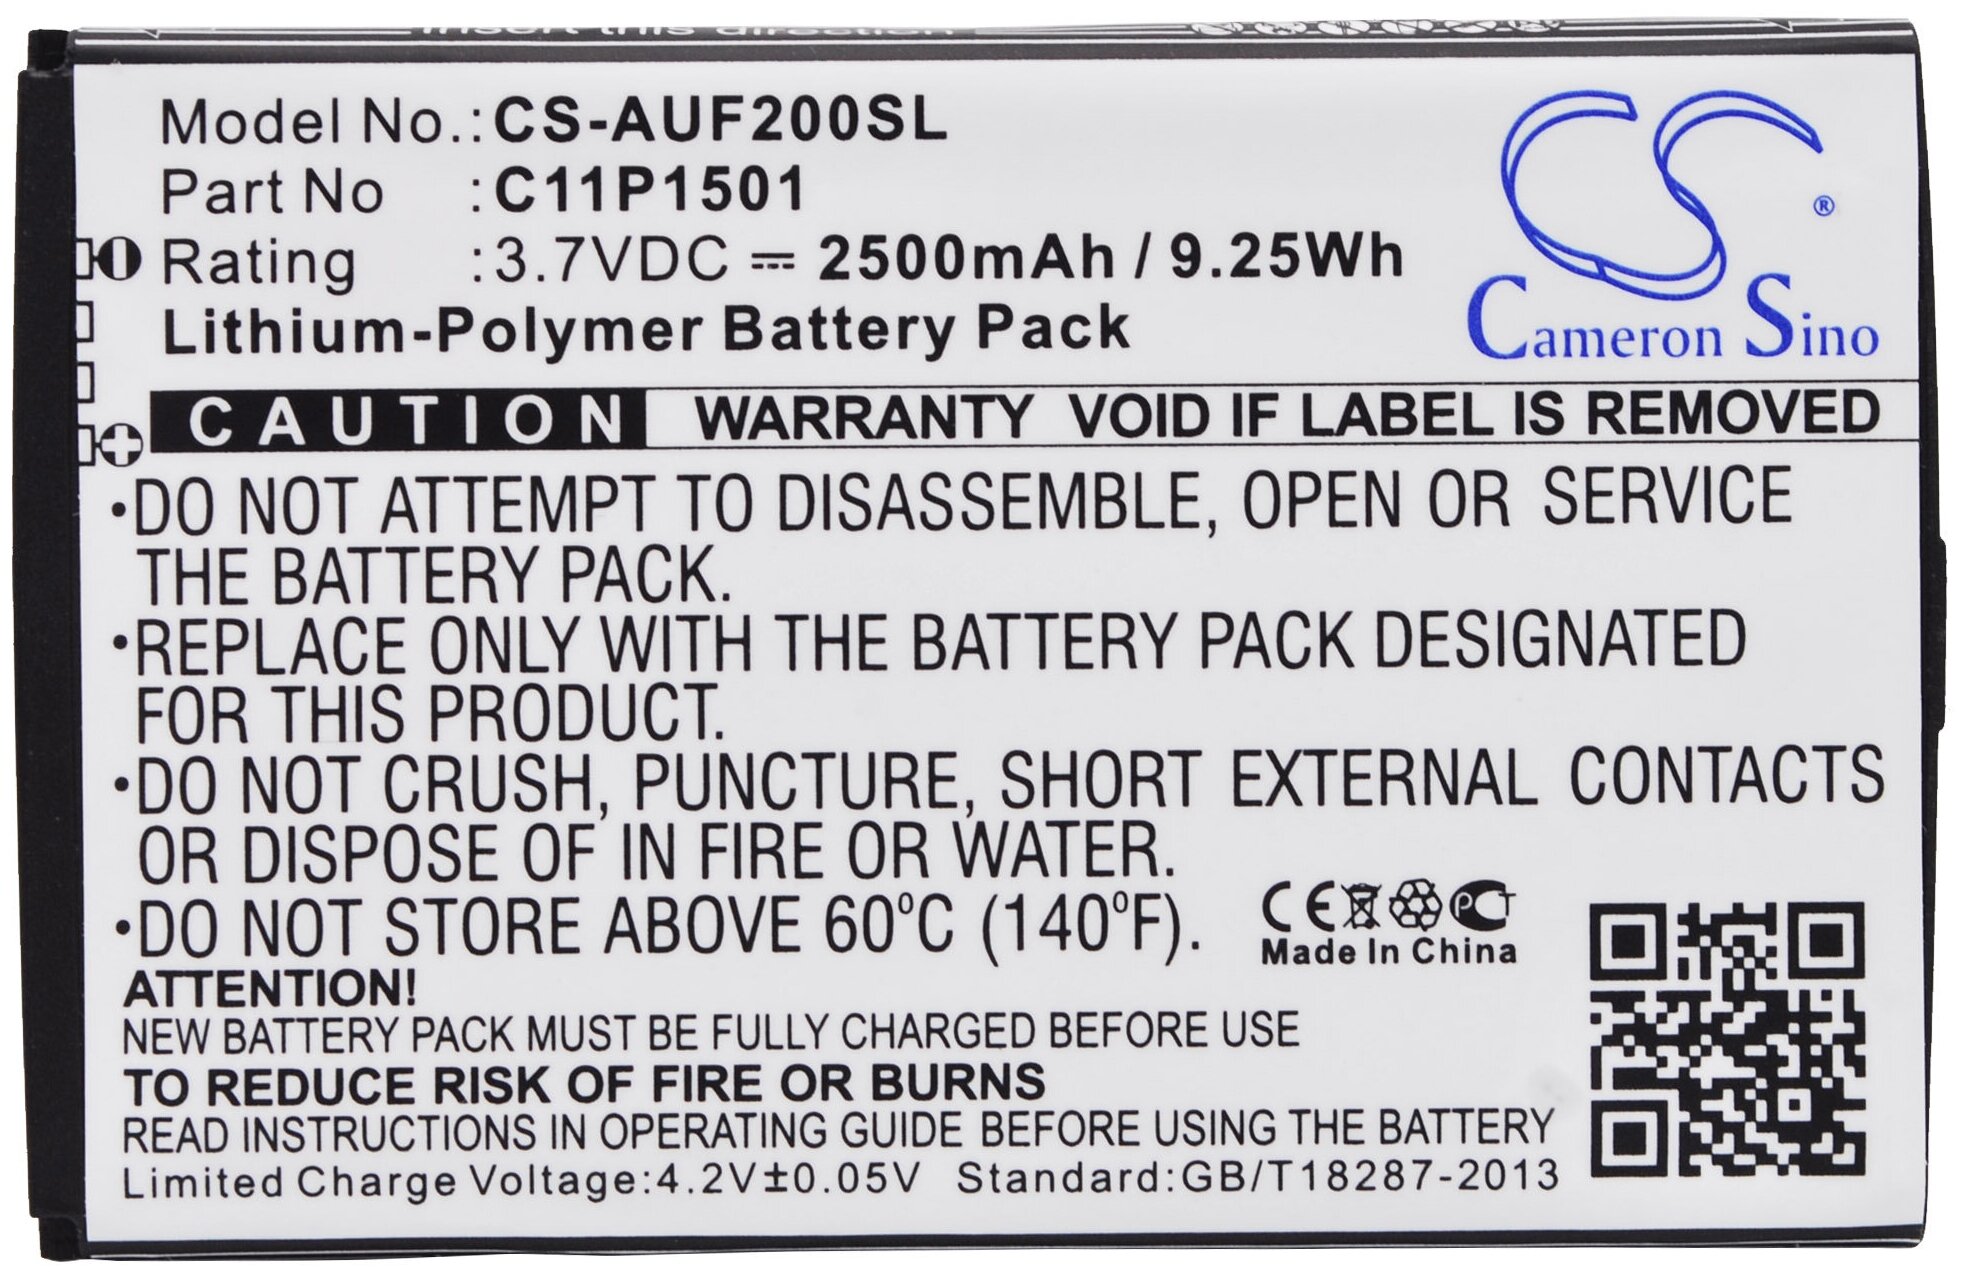 Insert this direction
Model No.:CS-AUF200SL
Part No :C11P1501
Rating :3.7VDC ⎓ 2500mAh / 9.25Wh
Lithium-Polymer Battery Pack
®
Cameron Sino
CAUTION WARRANTY VOID IF LABEL IS REMOVED
•DO NOT ATTEMPT TO DISASSEMBLE, OPEN OR SERVICE
THE BATTERY PACK.
•REPLACE ONLY WITH THE BATTERY PACK DESIGNATED
FOR THIS PRODUCT.
•DO NOT CRUSH, PUNCTURE, SHORT EXTERNAL CONTACTS
OR DISPOSE OF IN FIRE OR WATER.
•DO NOT STORE ABOVE 60°C (140°F).
CE PCT
Made In China
ATTENTION!
NEW BATTERY PACK MUST BE FULLY CHARGED BEFORE USE
TO REDUCE RISK OF FIRE OR BURNS
READ INSTRUCTIONS IN OPERATING GUIDE BEFORE USING THE BATTERY
Limited Charge Voltage:4.2V±0.05V Standard:GB/T18287-2013